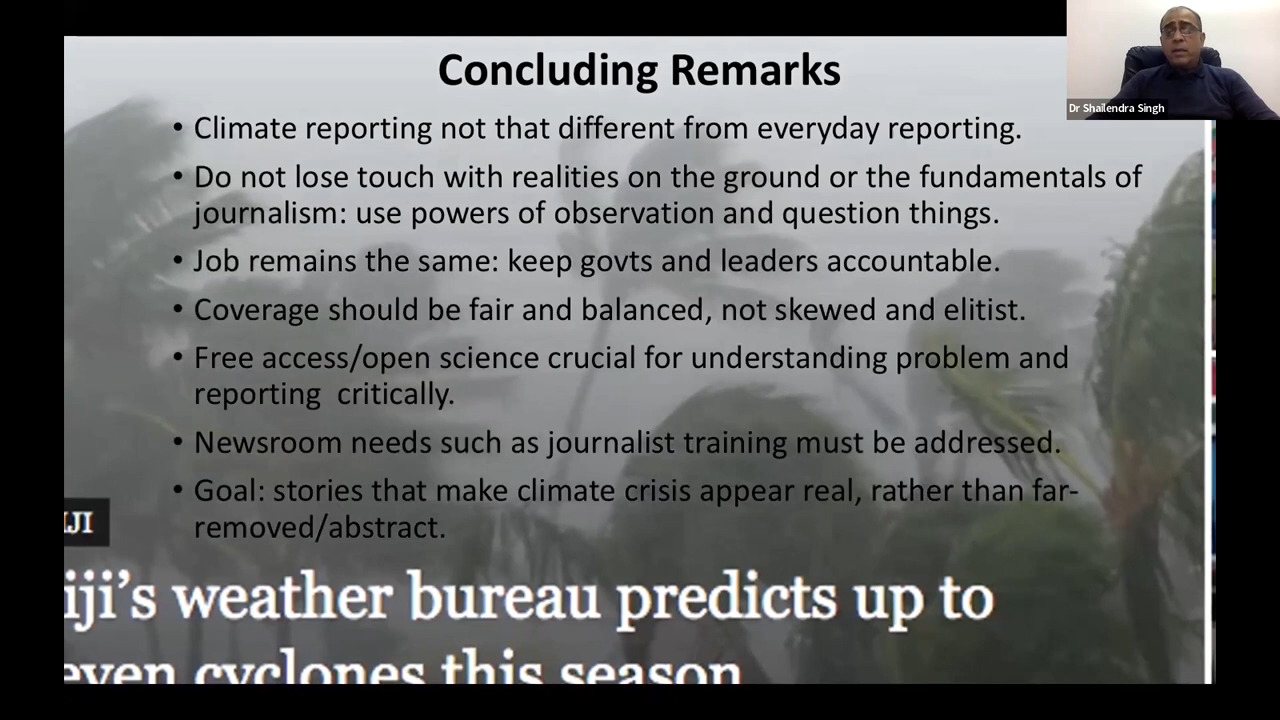 Concluding Remarks
Dr Shailendra Singh
• Climate reporting not that different from everyday reporting.
• Do not lose touch with realities on the ground or the fundamentals of
journalism: use powers of observation and question things.
• Job remains the same: keep govts and leaders accountable.
• Coverage should be fair and balanced, not skewed and elitist.
• Free access/open science crucial for understanding problem and
reporting critically.
• Newsroom needs such as journalist training must be addressed.
• Goal: stories that make climate crisis appear real, rather than far-
removed/abstract.
IJI
iji’s weather bureau predicts up to
even cyclones this season